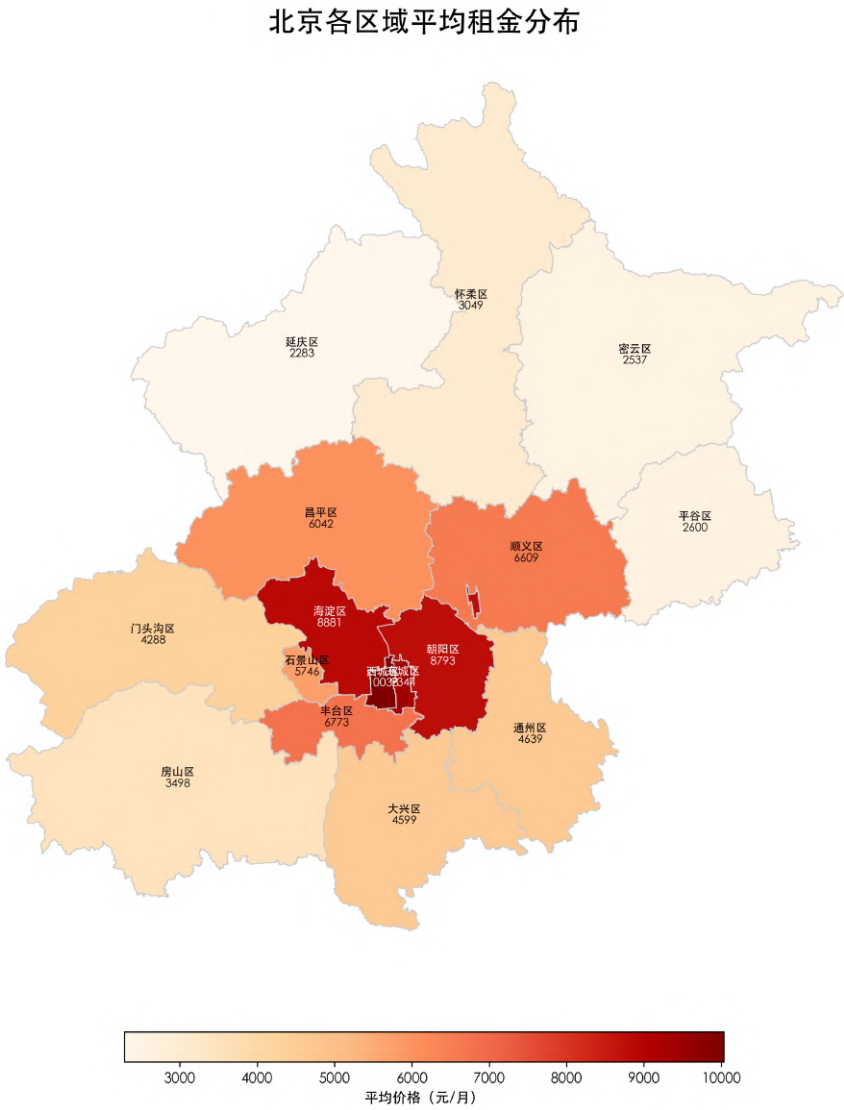 北京各区域平均租金分布
怀柔区
3049
延庆区
2283
密云区
2537
昌平区
6042
平谷区
2600
顺义区
6609
海淀区
8881
门头沟区
4288
朝阳区
8793
石景山区
5746
西城区
丰台区
6773
通州区
4639
房山区
3498
大兴区
4599
3000 4000 5000 6000 7000 8000 9000 10000
平均价格（元/月）